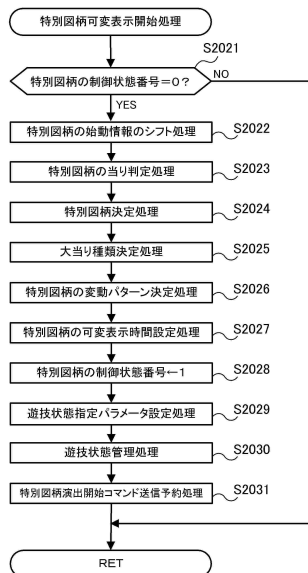 特別図柄可変表示開始処理
S2021
特別図柄の制御状態番号=0?
NO
YES
特別図柄の始動情報のシフト処理
S2022
特別図柄の当り判定処理
S2023
特別図柄決定処理
S2024
大当り種類決定処理
S2025
特別図柄の変動パターン決定処理
S2026
特別図柄の可変表示時間設定処理
S2027
特別図柄の制御状態番号←1
S2028
遊技状態指定パラメータ設定処理
S2029
遊技状態管理処理
S2030
特別図柄演出開始コマンド送信予約処理
S2031
RET